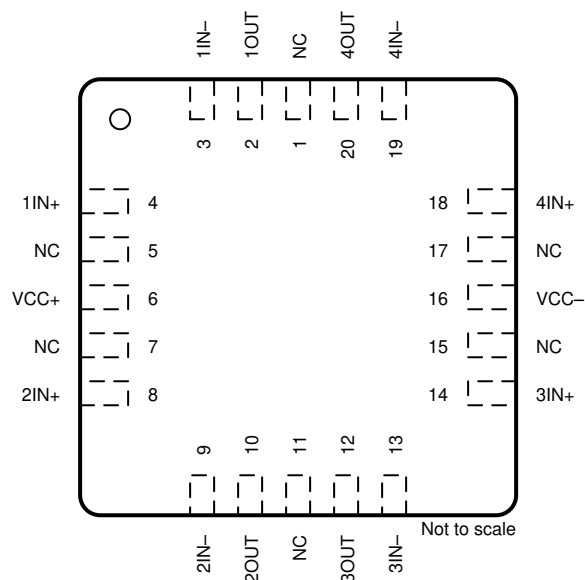 1IN–
1OUT
NC
4OUT
4IN–
3
2
1
20
19
1IN+
4
18
4IN+
NC
5
17
NC
VCC+
6
16
VCC–
NC
7
15
NC
2IN+
8
14
3IN+
9
10
11
12
13
2IN–
2OUT
NC
3OUT
3IN–
Not to scale